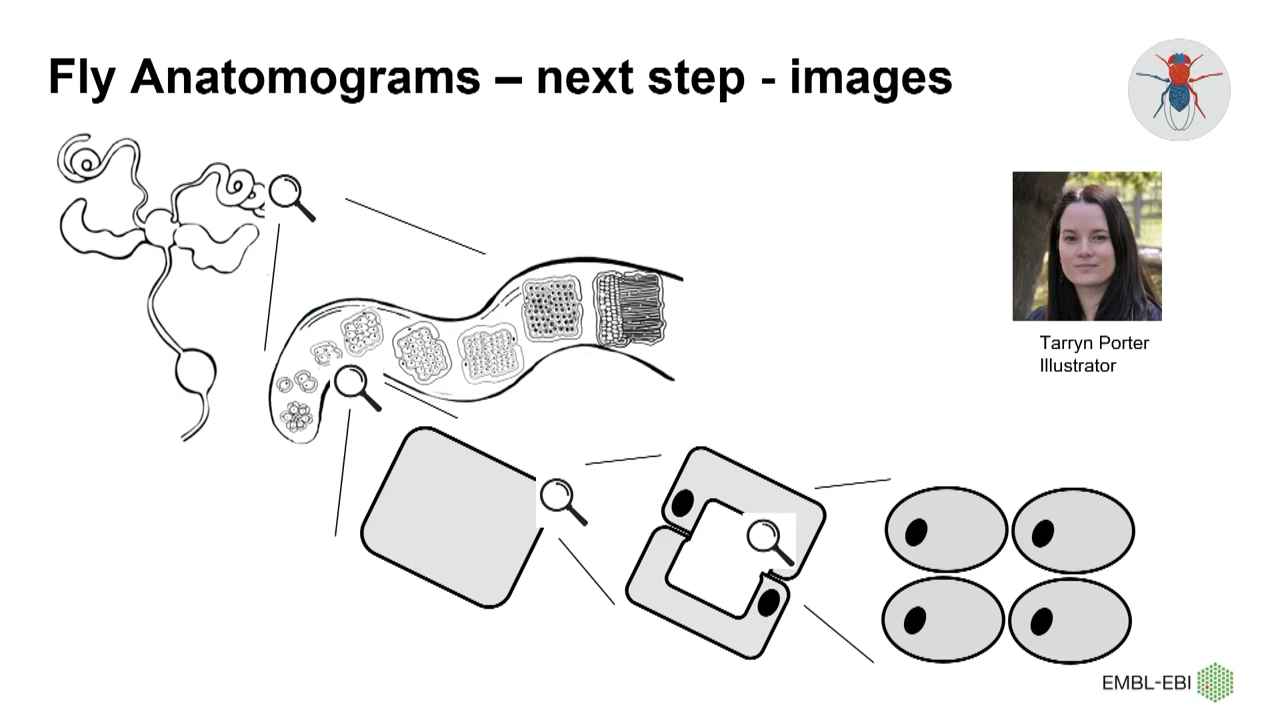 Fly Anatomograms – next step - images
Tarryn Porter
Illustrator
EMBL-EBI